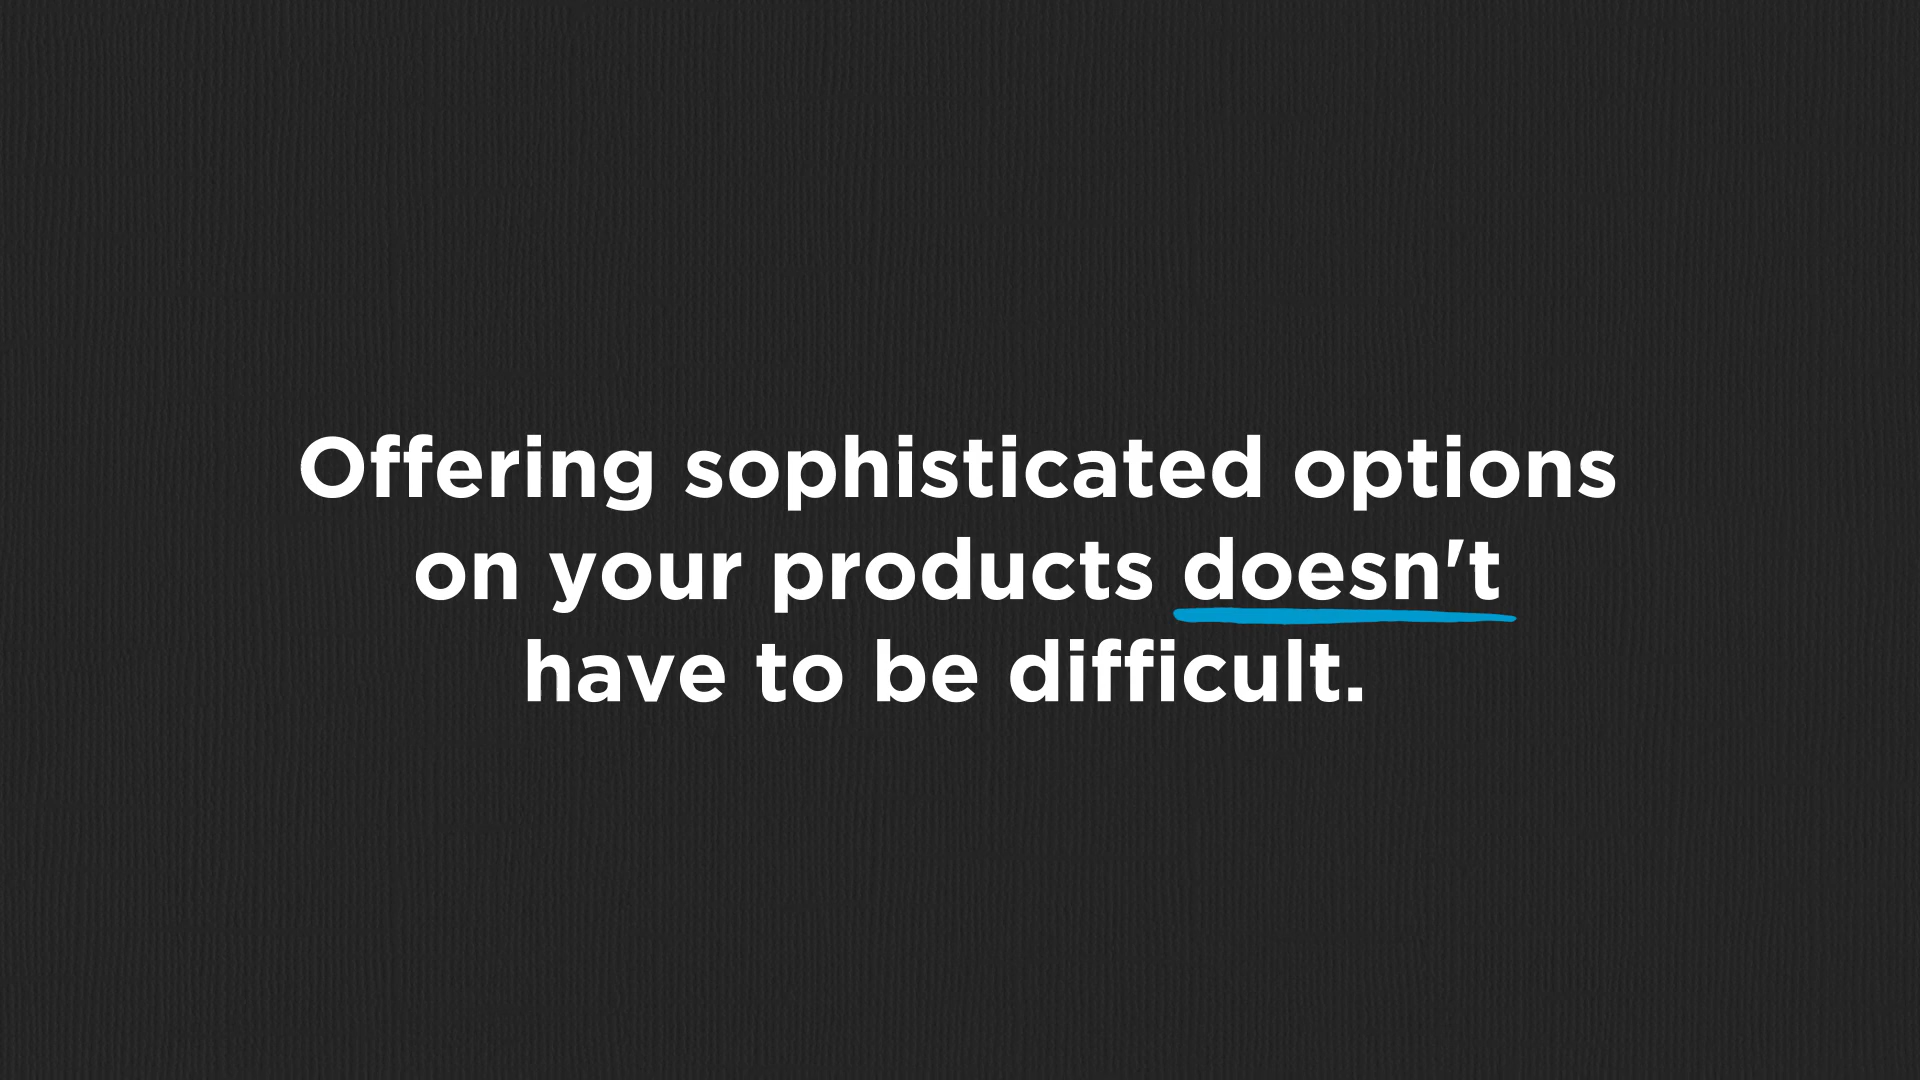 Offering sophisticated options
on your products doesn't
have to be difficult.